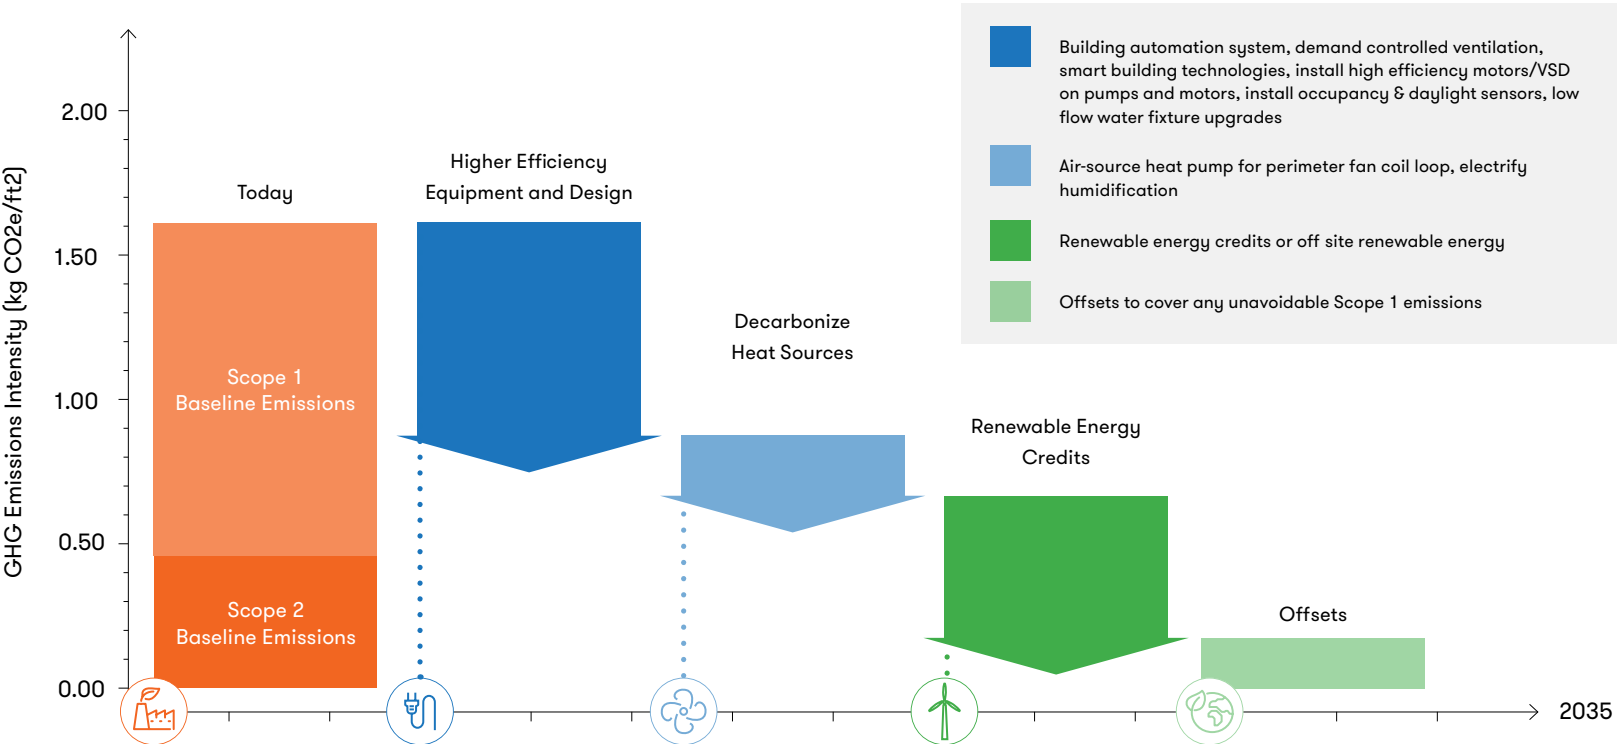 GHG Emissions Intensity (kg CO2e/ft2)
2.00
1.50
1.00
0.50
0.00
Today
Scope 1
Baseline Emissions
Scope 2
Baseline Emissions
Higher Efficiency
Equipment and Design
Decarbonize
Heat Sources
Renewable Energy
Credits
Offsets
2035
Building automation system, demand controlled ventilation,
smart building technologies, install high efficiency motors/VSD
on pumps and motors, install occupancy & daylight sensors, low
flow water fixture upgrades
Air-source heat pump for perimeter fan coil loop, electrify
humidification
Renewable energy credits or off site renewable energy
Offsets to cover any unavoidable Scope 1 emissions